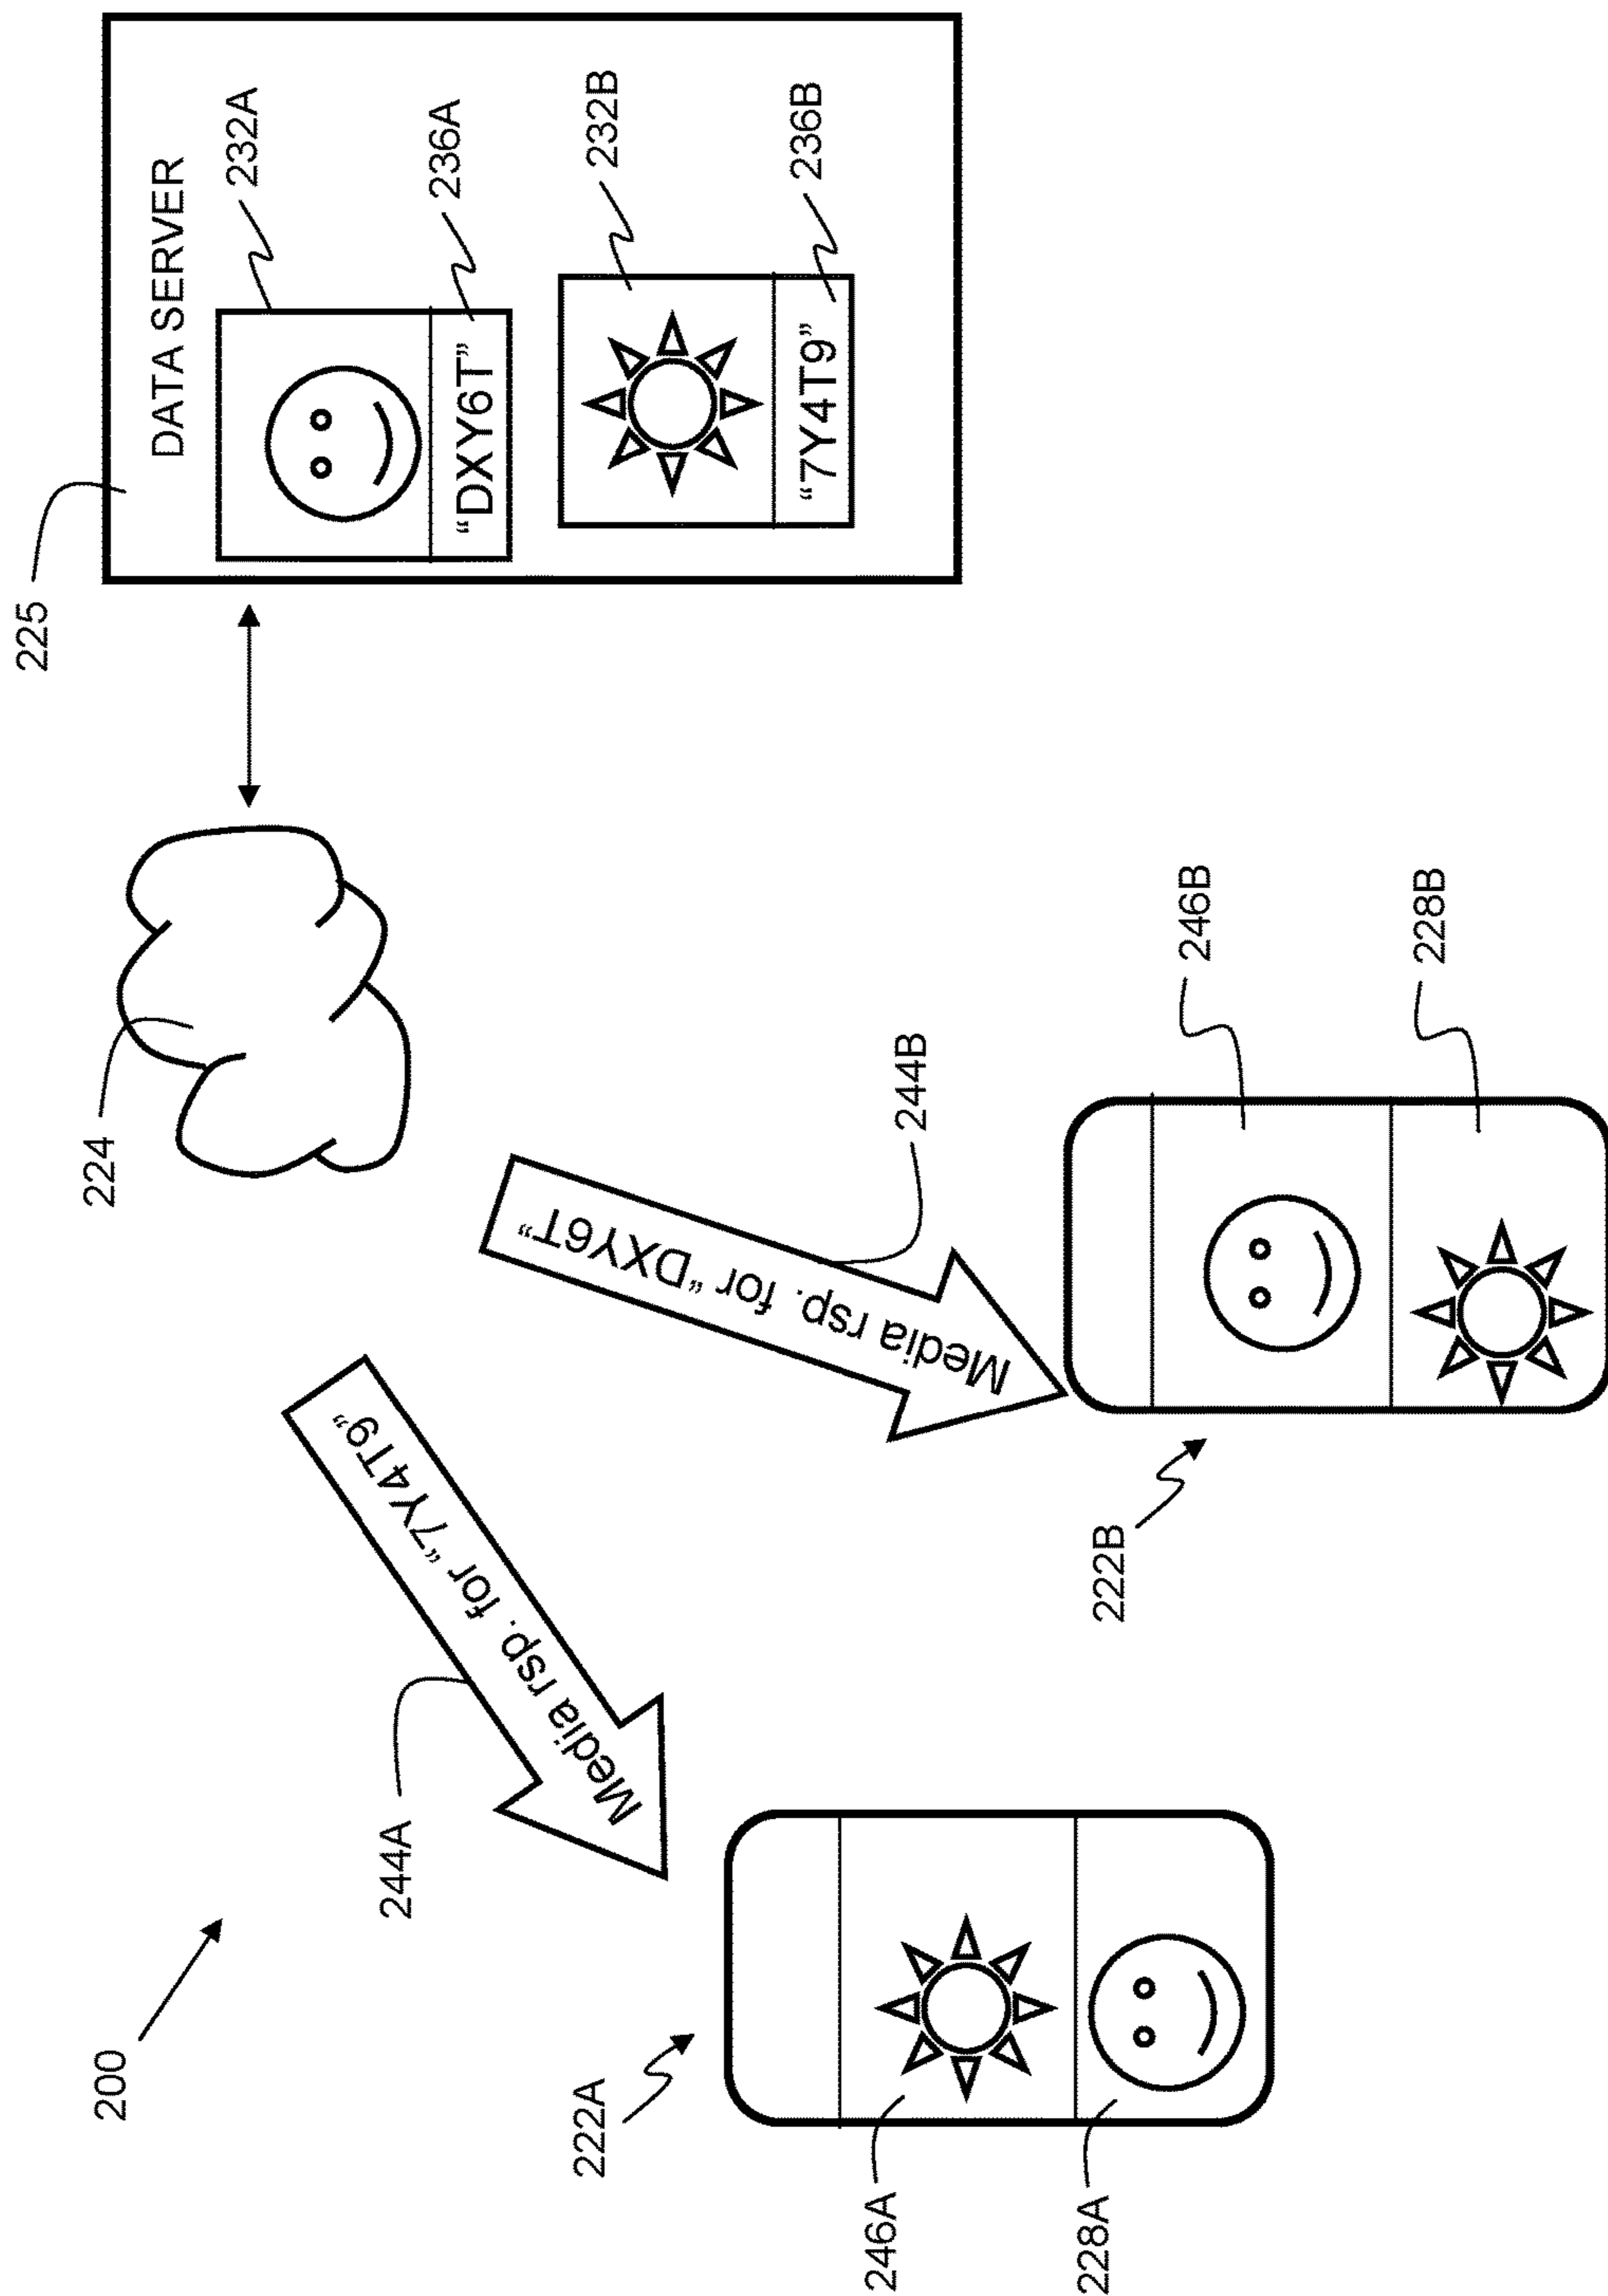 200
224
225
DATA SERVER
232A
“DXY6T”
236A
232B
“7Y4T9”
236B
244A
Media rsp. for “7Y4T9”
Media rsp. for “DXY6T”
244B
222A
246A
228A
222B
246B
228B